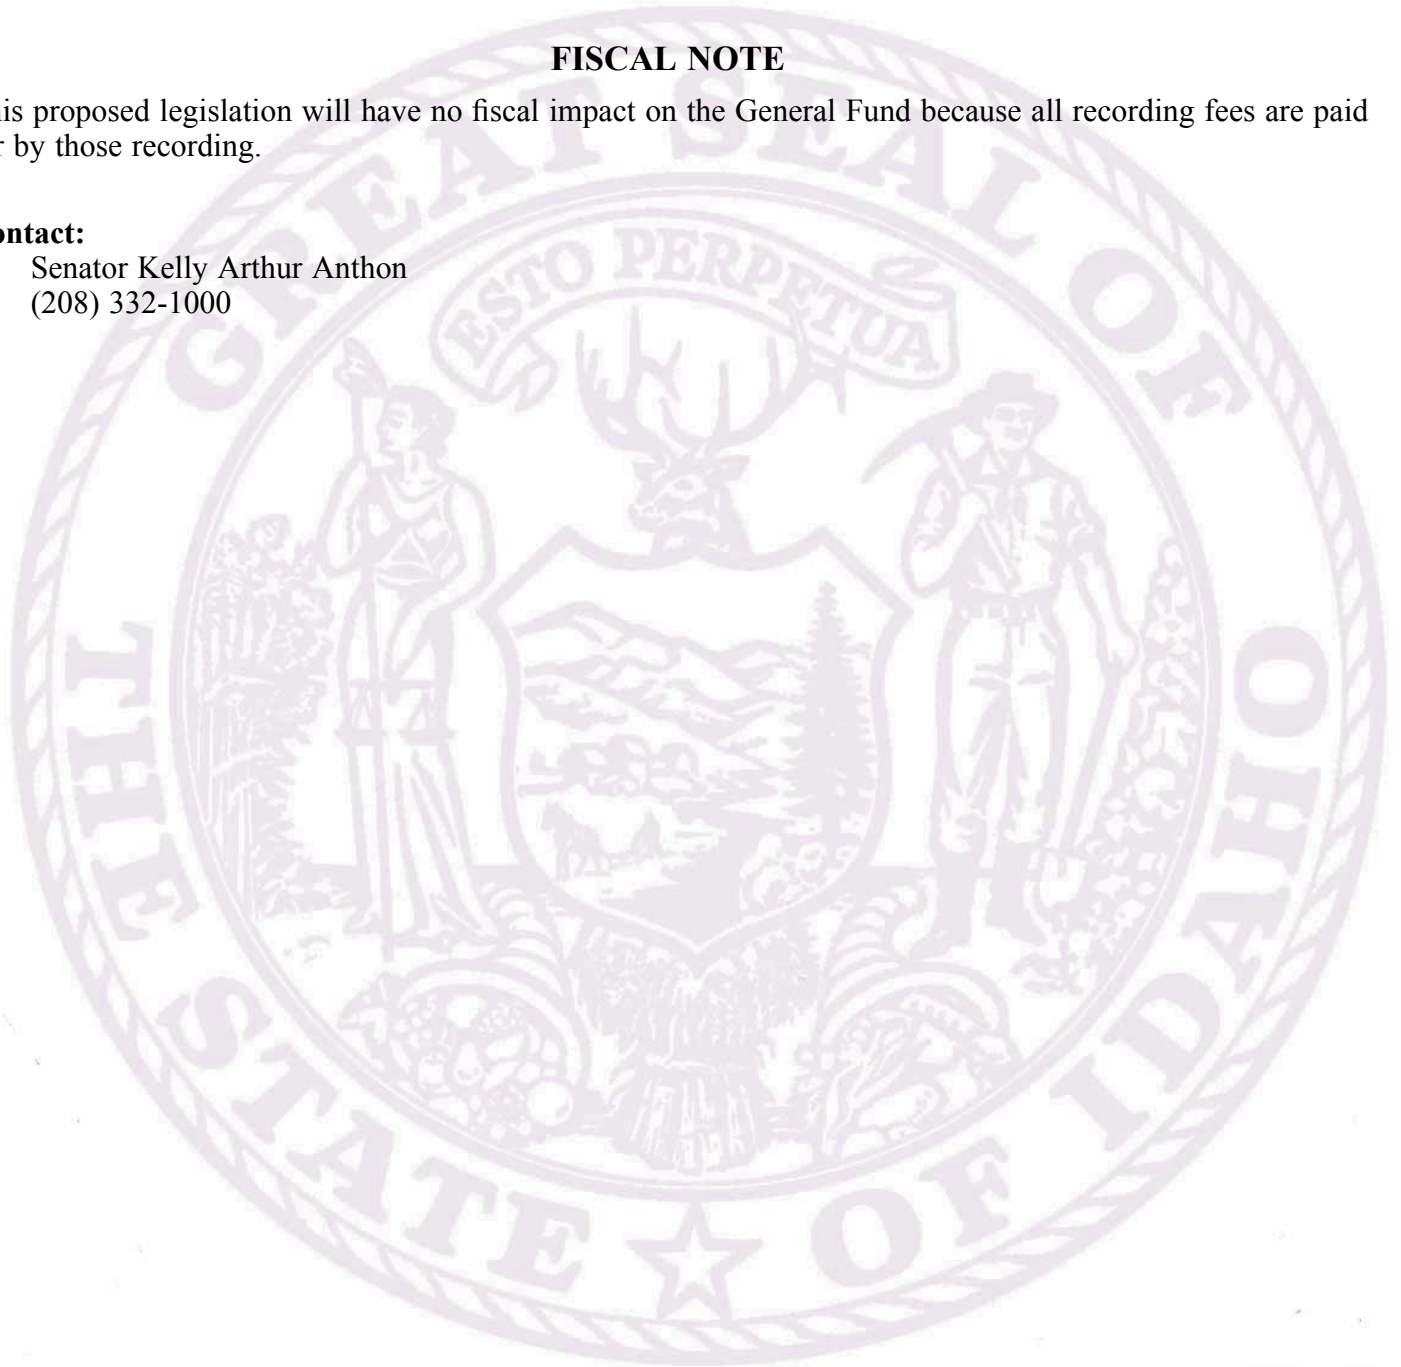 FISCAL NOTE
his proposed legislation will have no fiscal impact on the General Fund because all recording fees are paid
r by those recording.
ontact:
Senator Kelly Arthur Anthon
(208) 332-1000
GREAT SEAL OF THE STATE OF IDAHO
ESTO PERPETUA